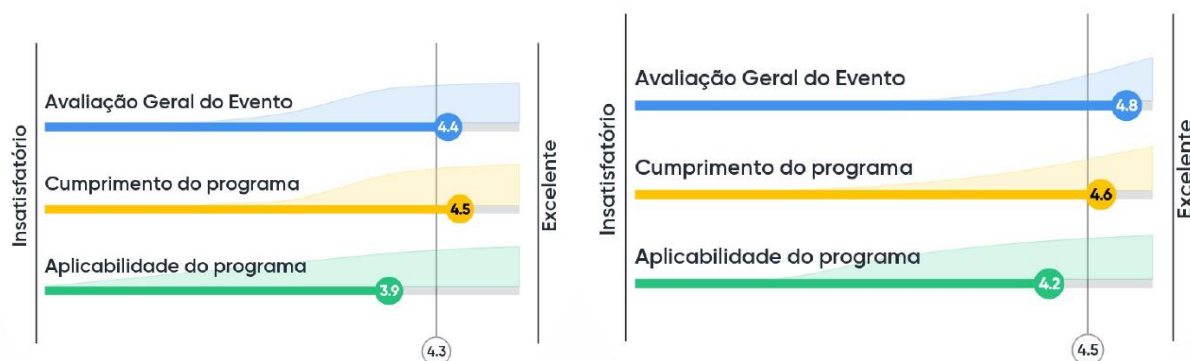 Insatisfatório
Avaliação Geral do Evento
4.4
Cumprimento do programa
4.5
Aplicabilidade do programa
3.9
4.3
Excelente
Insatisfatório
Avaliação Geral do Evento
4.8
Cumprimento do programa
4.6
Aplicabilidade do programa
4.2
4.5
Excelente